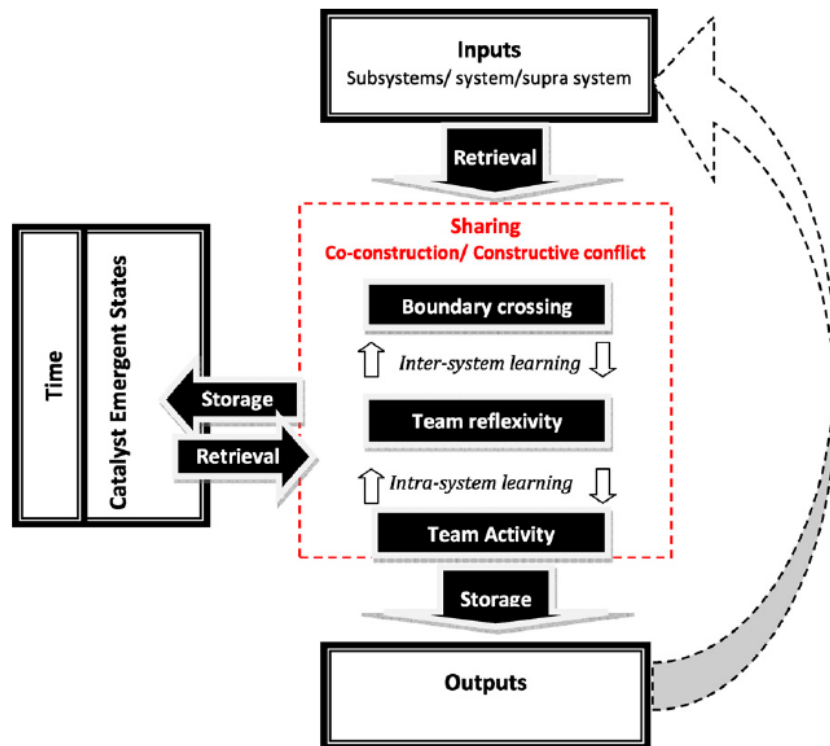 Inputs
Subsystems/ system/supra system
Retrieval
Sharing
Co-construction/ Constructive conflict
Boundary crossing
Inter-system learning
Team reflexivity
Intra-system learning
Team Activity
Time
Catalyst Emergent States
Storage
Retrieval
Storage
Outputs